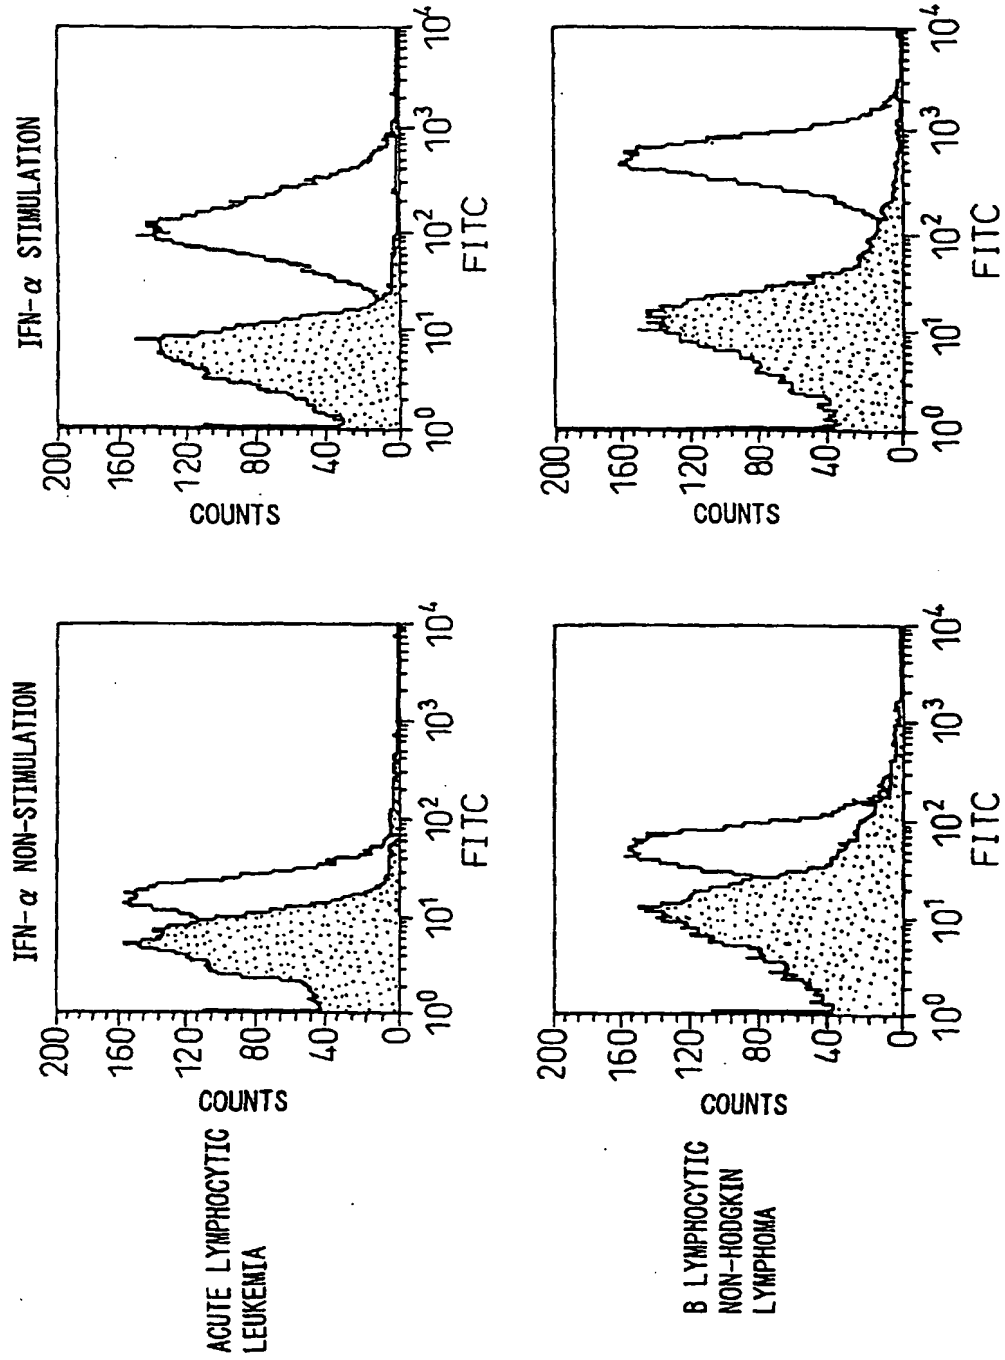 IFN-α NON-STIMULATION
IFN-α STIMULATION
ACUTE LYMPHOCYTIC
LEUKEMIA
COUNTS
200
160
120
80
40
0
10⁰
10¹
10²
10³
10⁴
FITC
COUNTS
200
160
120
80
40
0
10⁰
10¹
10²
10³
10⁴
FITC
B LYMPHOCYTIC
NON-HODGKIN
LYMPHOMA
COUNTS
200
160
120
80
40
0
10⁰
10¹
10²
10³
10⁴
FITC
COUNTS
200
160
120
80
40
0
10⁰
10¹
10²
10³
10⁴
FITC